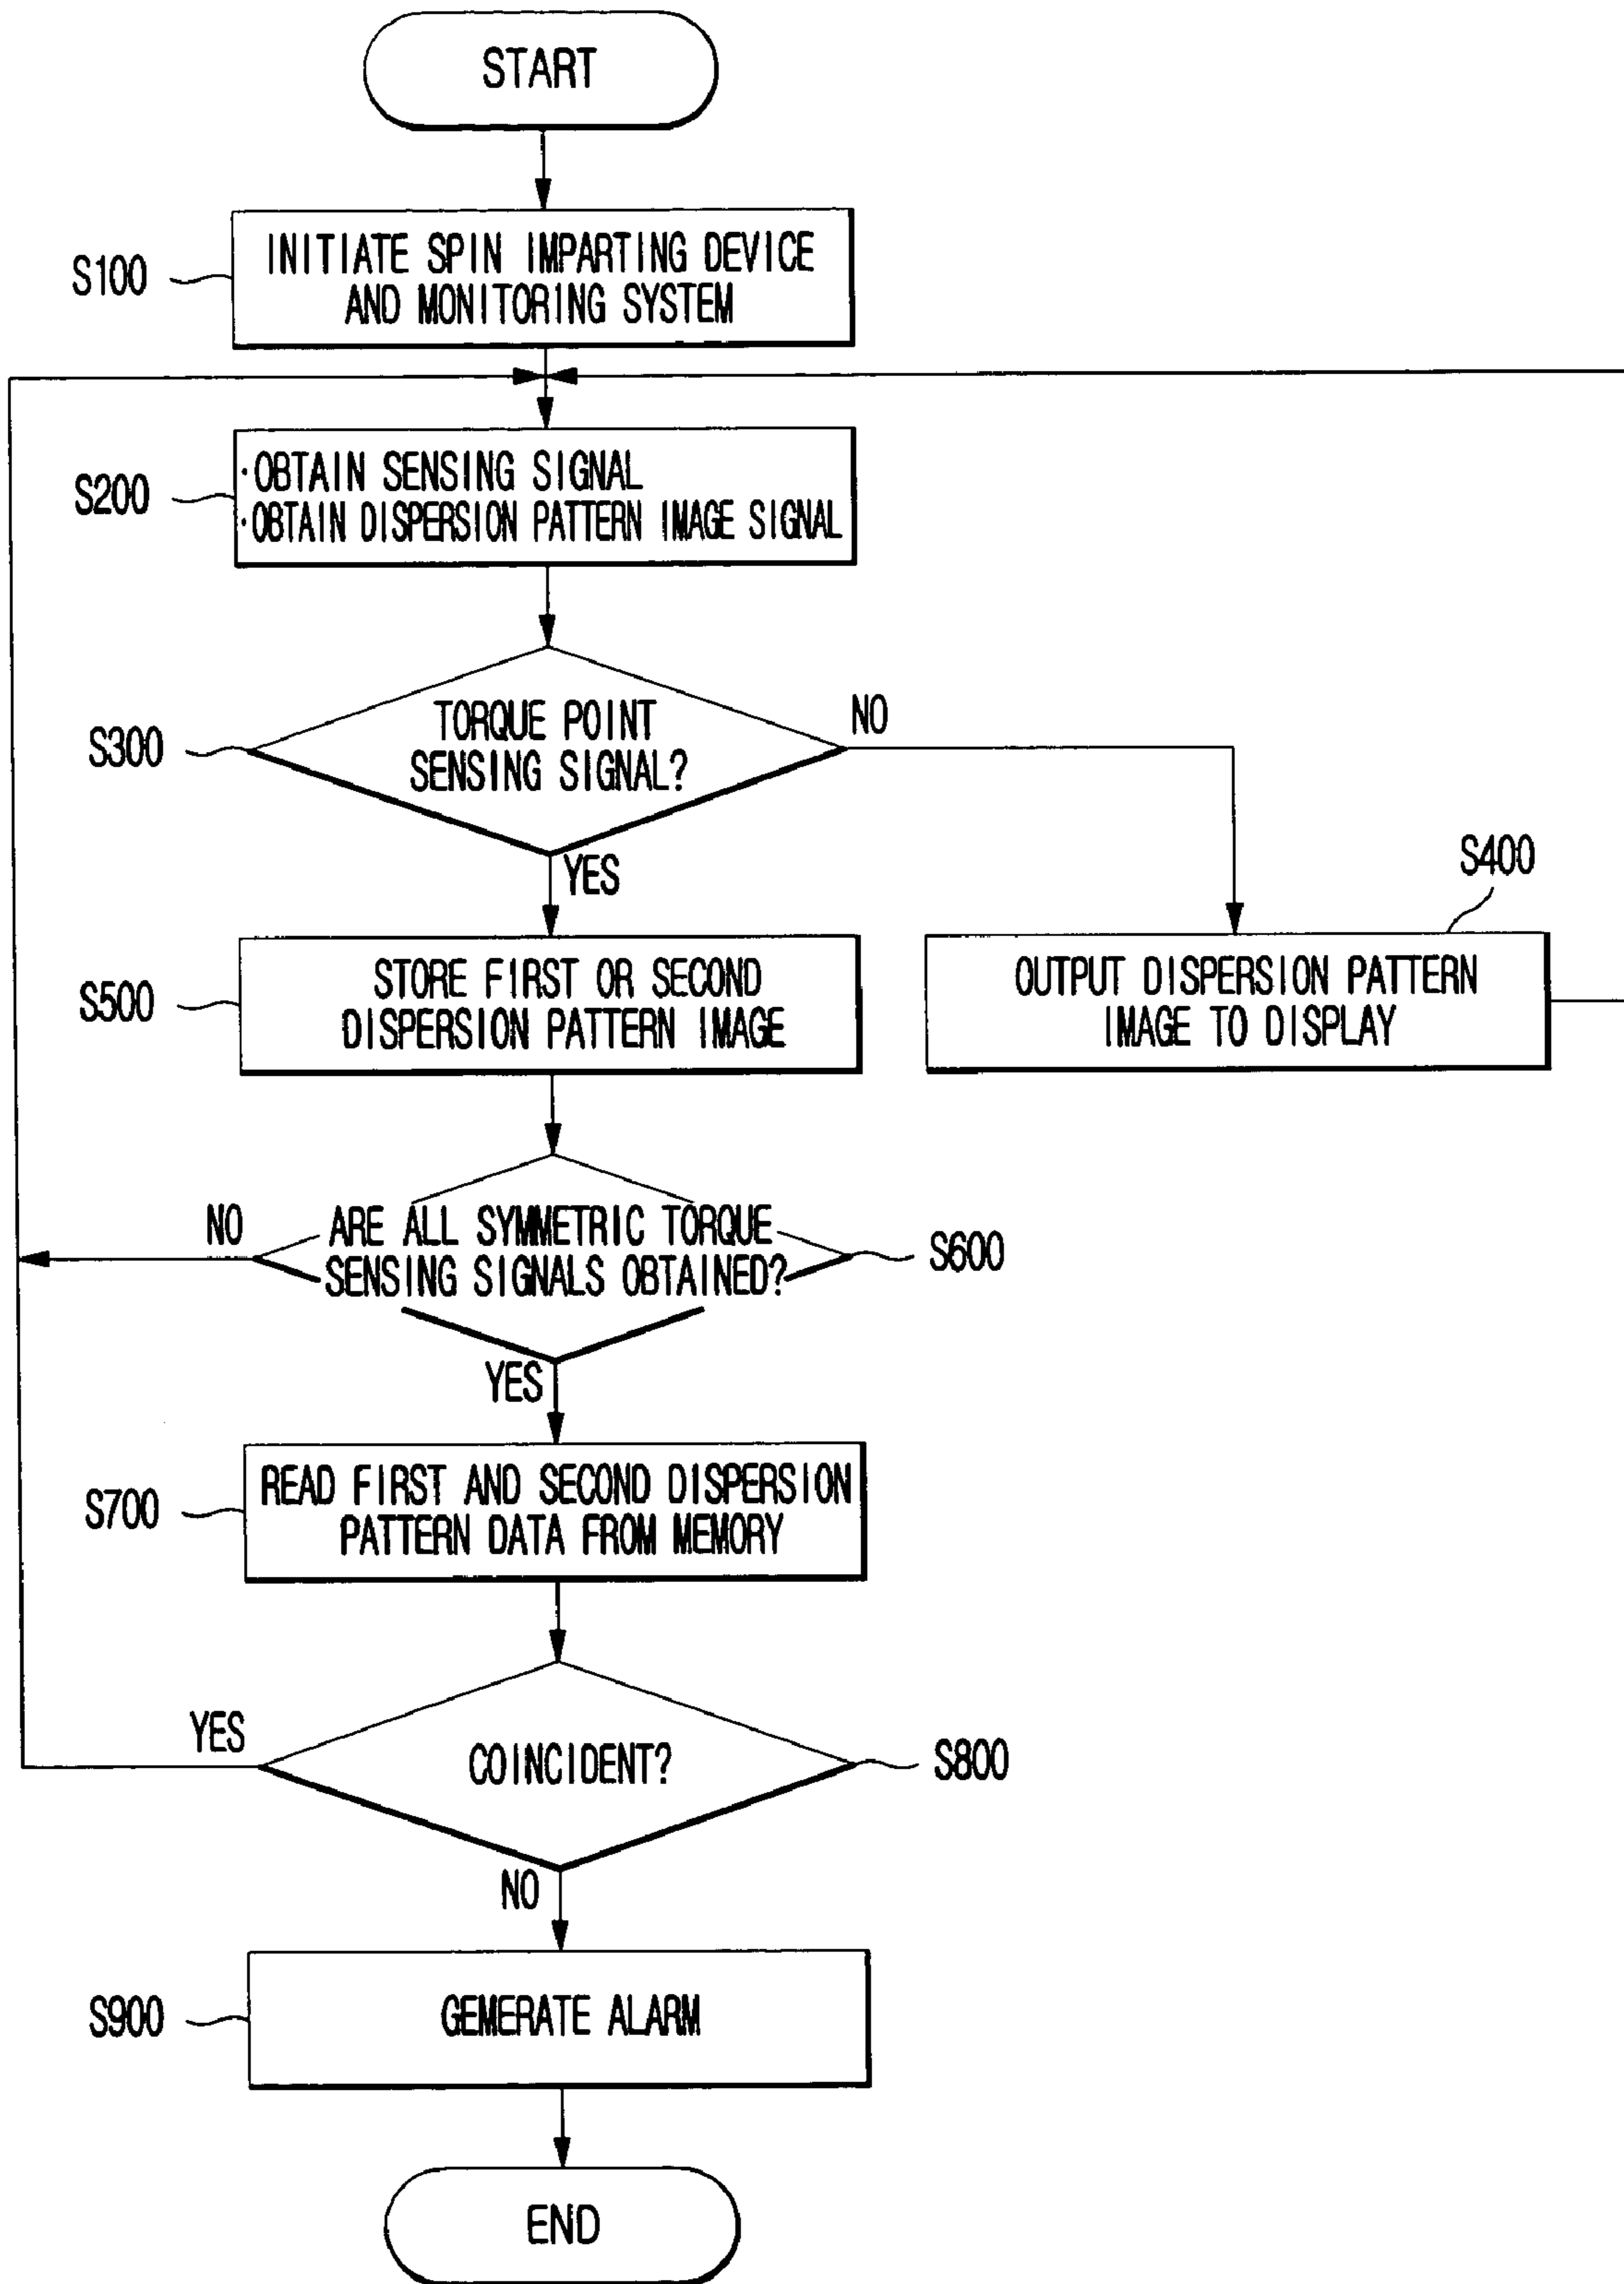 START
S100
INITIATE SPIN IMPARTING DEVICE
AND MONITORING SYSTEM
S200
·OBTAIN SENSING SIGNAL
·OBTAIN DISPERSION PATTERN IMAGE SIGNAL
S300
TORQUE POINT
SENSING SIGNAL?
NO
YES
S400
OUTPUT DISPERSION PATTERN
IMAGE TO DISPLAY
S500
STORE FIRST OR SECOND
DISPERSION PATTERN IMAGE
NO
ARE ALL SYMMETRIC TORQUE
SENSING SIGNALS OBTAINED?
S600
YES
S700
READ FIRST AND SECOND DISPERSION
PATTERN DATA FROM MEMORY
YES
COINCIDENT?
S800
NO
S900
GEMERATE ALARM
END